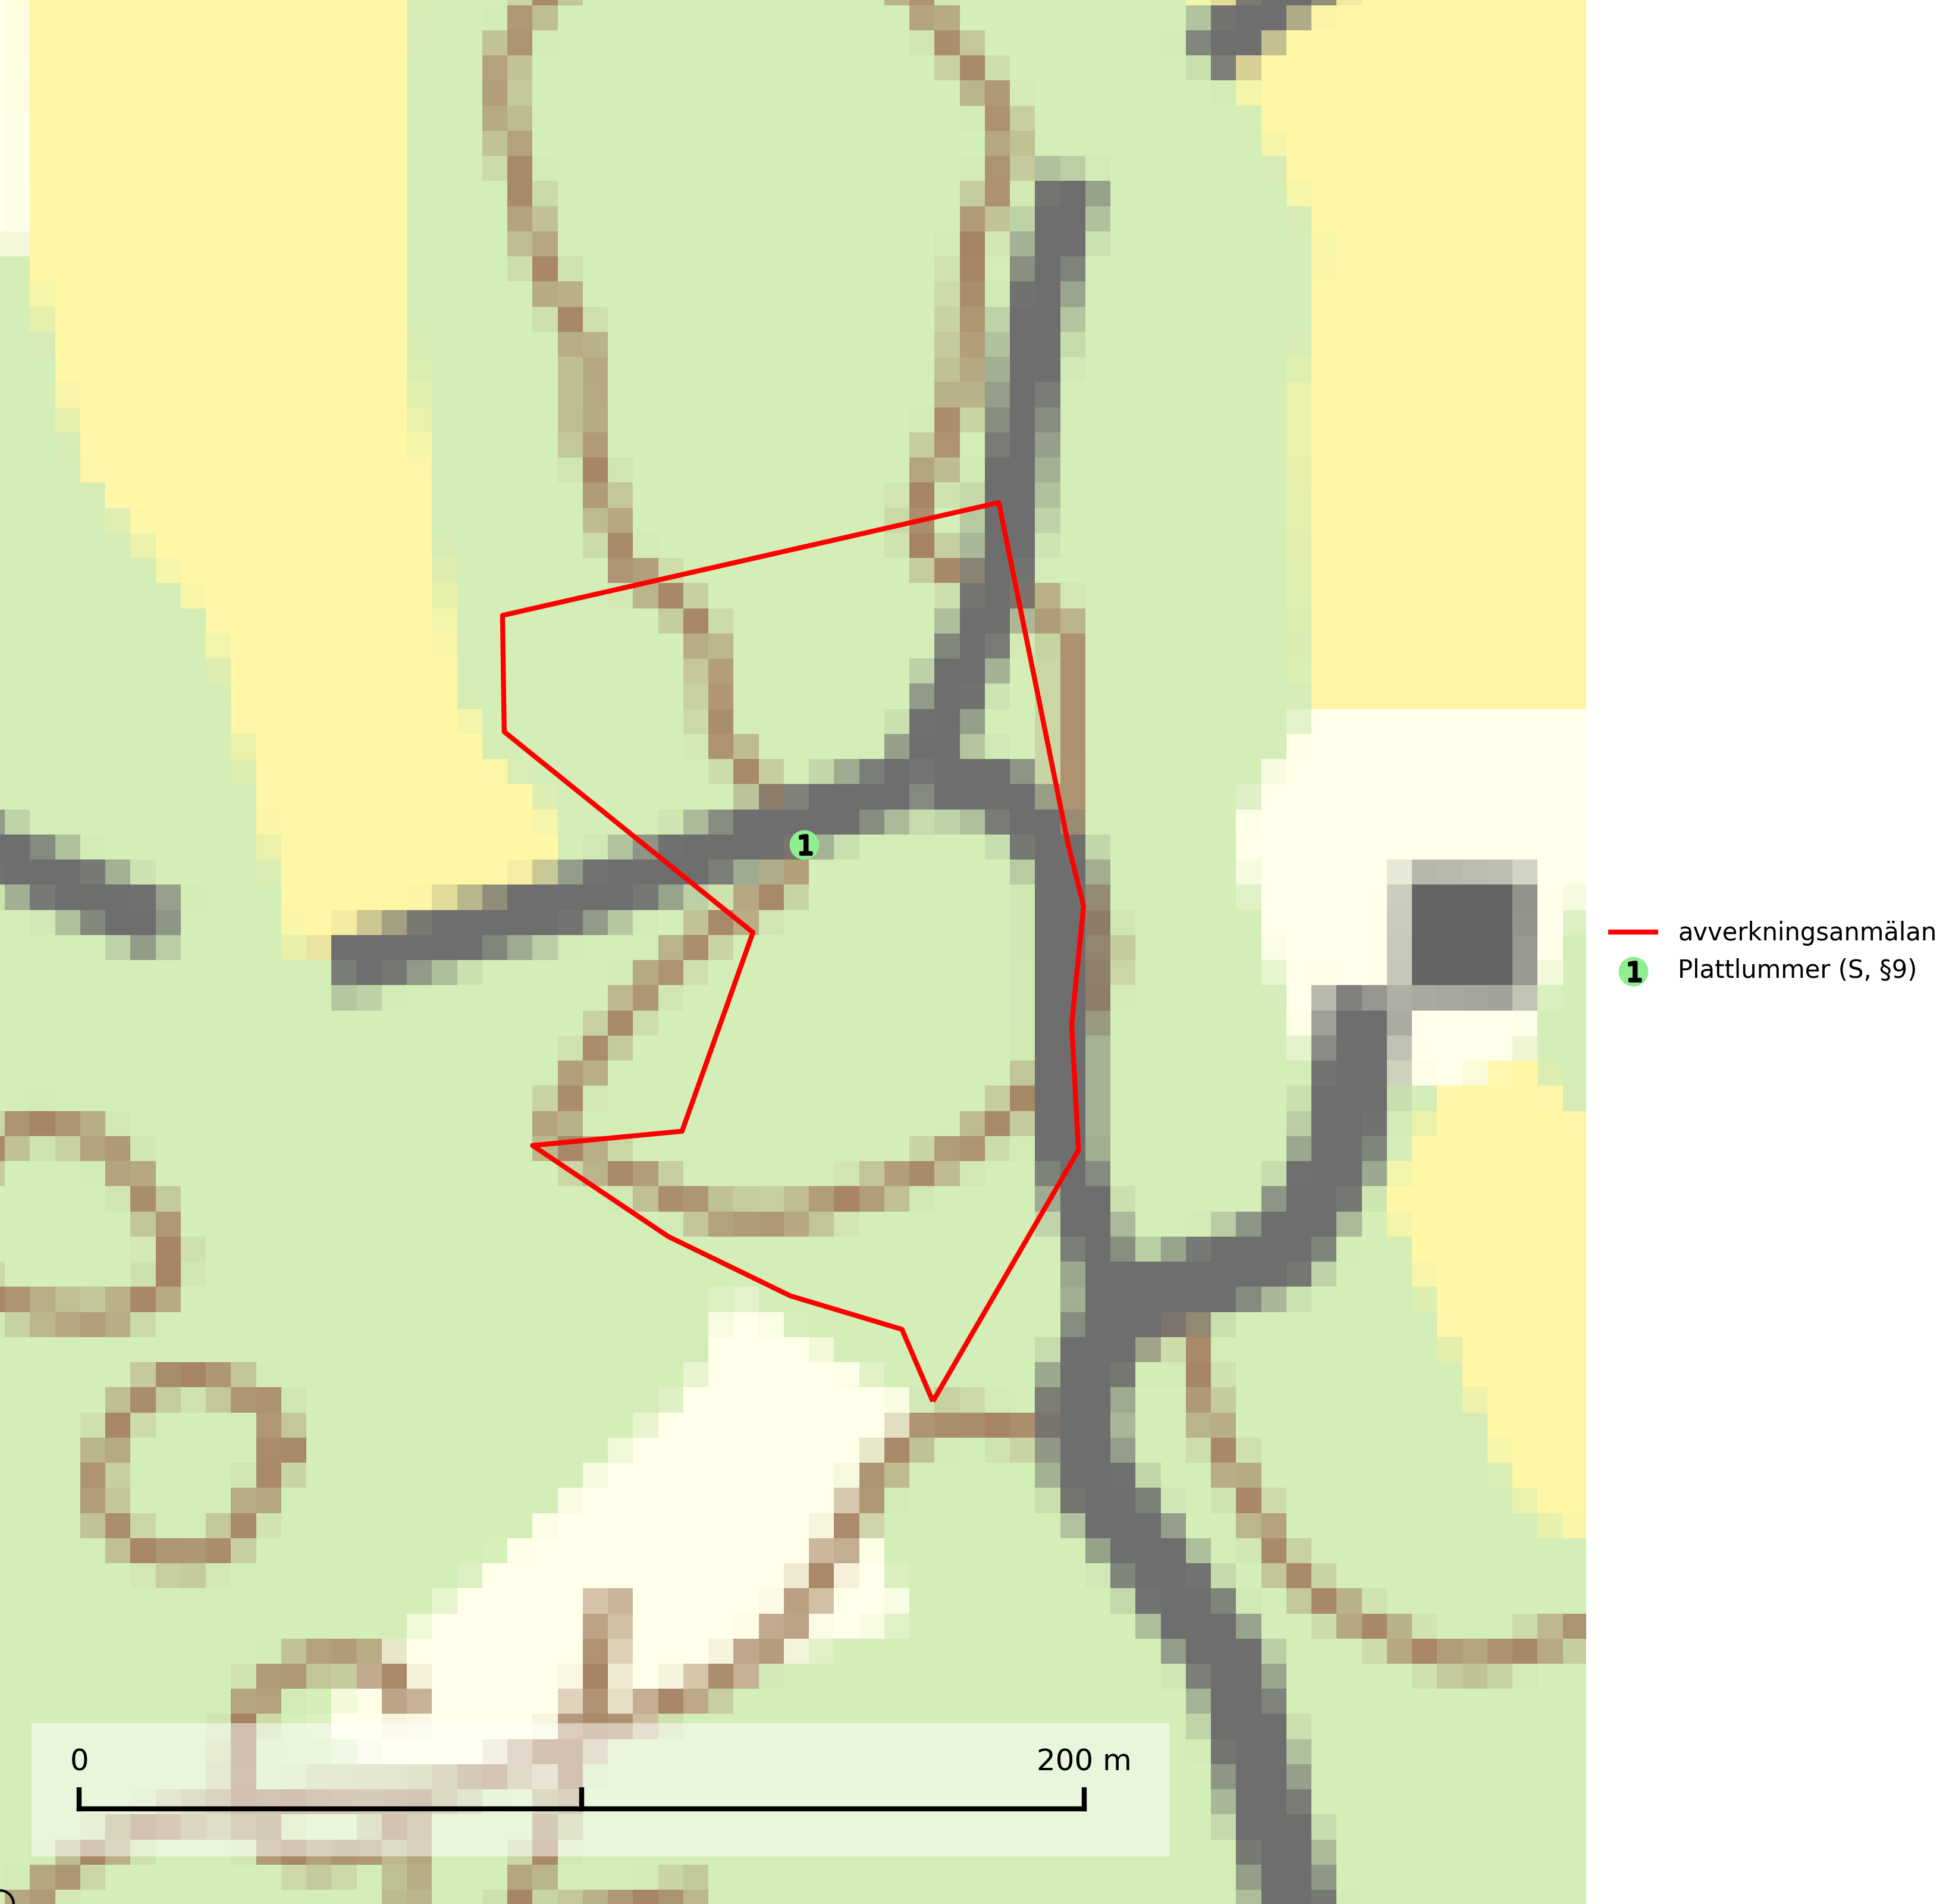 1
avverkningsanmälan
1 Plattlummer (S, §9)
0 200 m